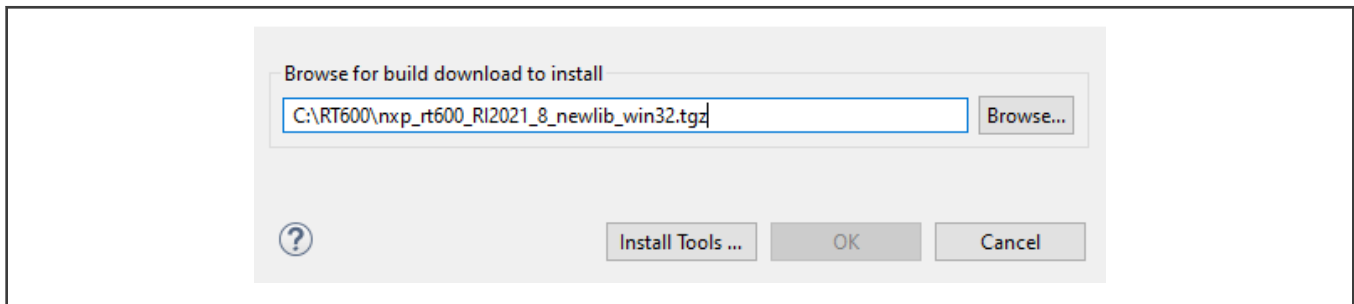 Browse for build download to install
C:\RT600\nxp_rt600_RI2021_8_newlib_win32.tgz
Browse...
?
Install Tools ...
OK
Cancel